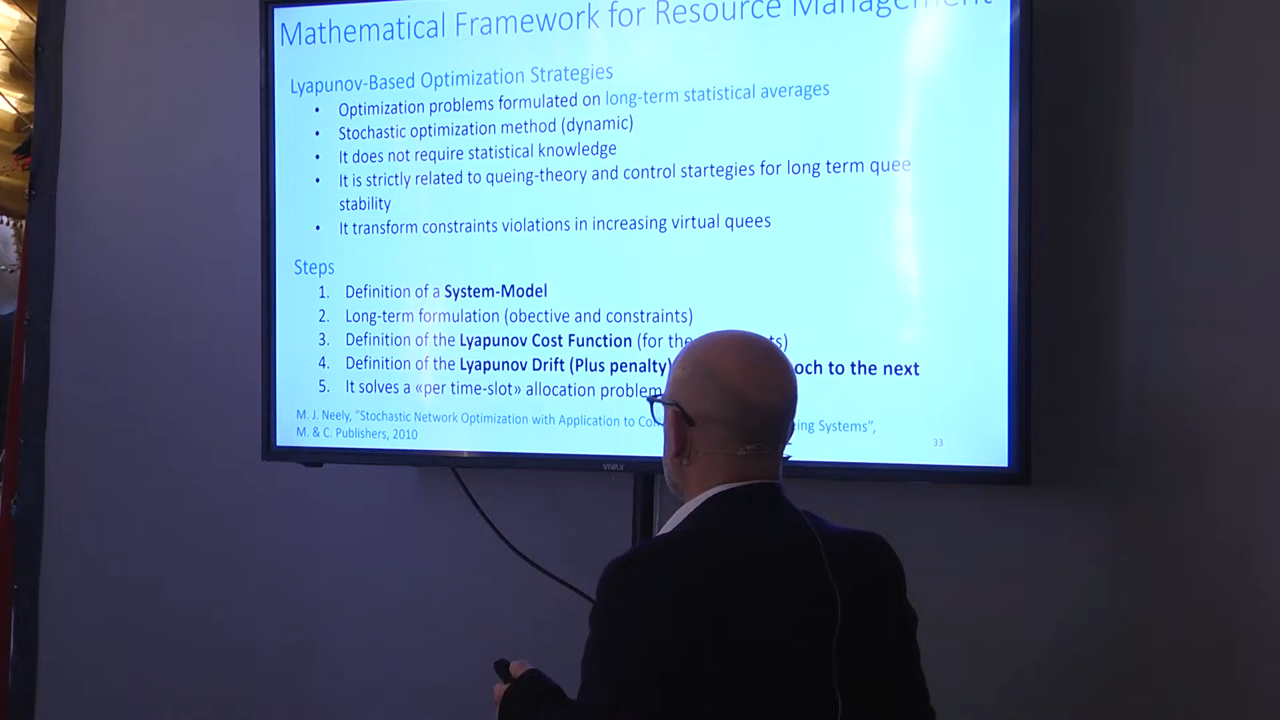 Mathematical Framework for Resource Management
Lyapunov-Based Optimization Strategies
• Optimization problems formulated on long-term statistical averages
• Stochastic optimization method (dynamic)
• It does not require statistical knowledge
• It is strictly related to queing-theory and control startegies for long term quee
stability
• It transform constraints violations in increasing virtual quees
Steps
1. Definition of a System-Model
2. Long-term formulation (obective and constraints)
3. Definition of the Lyapunov Cost Function (for the
4. Definition of the Lyapunov Drift (Plus penalty) to the next
5. It solves a «per time-slot» allocation problem
M. J. Neely, "Stochastic Network Optimization with Application to Systems",
M. & C. Publishers, 2010
33
VIVAX